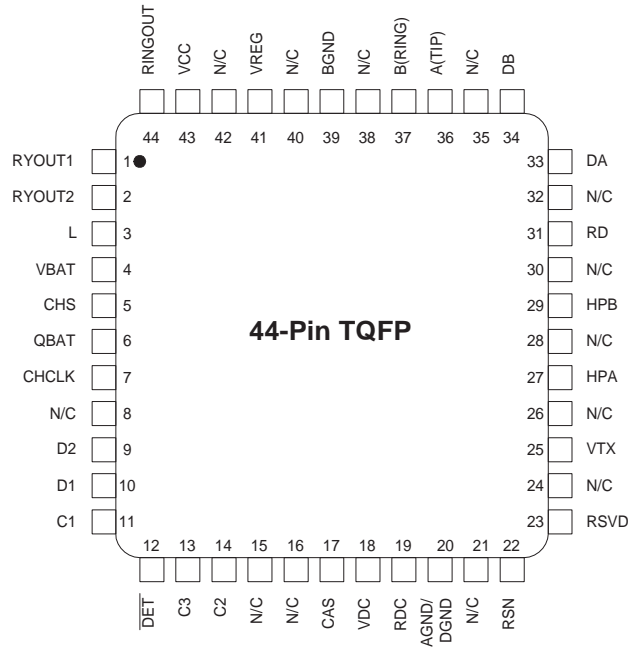 RINGOUT
VCC
N/C
VREG
N/C
BGND
N/C
B(RING)
A(TIP)
N/C
DB
44 43 42 41 40 39 38 37 36 35 34
RYOUT1 1 33 DA
RYOUT2 2 32 N/C
L 3 31 RD
VBAT 4 30 N/C
CHS 5 29 HPB
44-Pin TQFP
QBAT 6 28 N/C
CHCLK 7 27 HPA
N/C 8 26 N/C
D2 9 25 VTX
D1 10 24 N/C
C1 11 23 RSVD
12 13 14 15 16 17 18 19 20 21 22
DET
C3
C2
N/C
N/C
CAS
VDC
RDC
AGND/
DGND
N/C
RSN